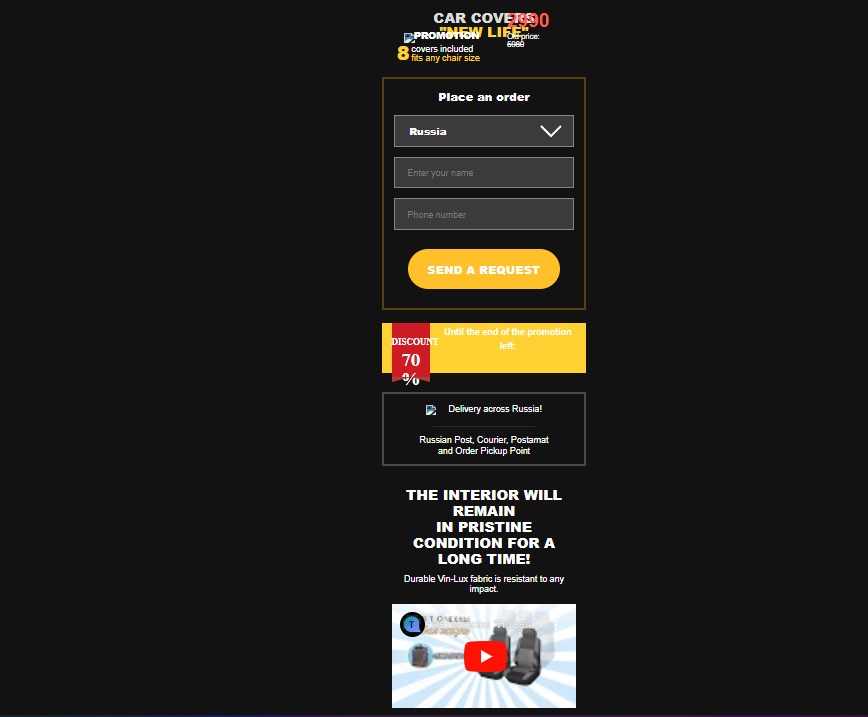 CAR COVERS
2990
"NEW LIFE"
PROMOTION
Old price:
5980
8 covers included
fits any chair size
Place an order
Russia
Enter your name
Phone number
SEND A REQUEST
DISCOUNT
70
%
Until the end of the promotion
left:
Delivery across Russia!
Russian Post, Courier, Postamat
and Order Pickup Point
THE INTERIOR WILL
REMAIN
IN PRISTINE
CONDITION FOR A
LONG TIME!
Durable Vin-Lux fabric is resistant to any
impact.